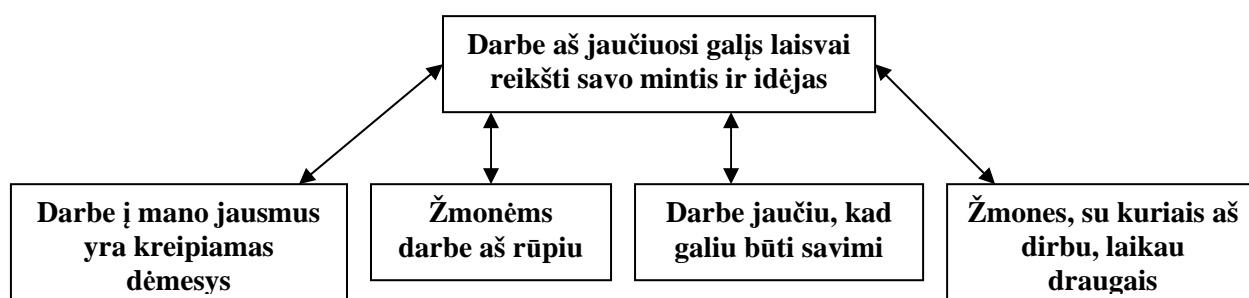 Darbe aš jaučiuosi galįs laisvai
reikšti savo mintis ir idėjas
Darbe į mano jausmus
yra kreipiamas
dėmesys
Žmonėms
darbe aš rūpiu
Darbe jaučiu, kad
galiu būti savimi
Žmones, su kuriais aš
dirbu, laikau
draugais